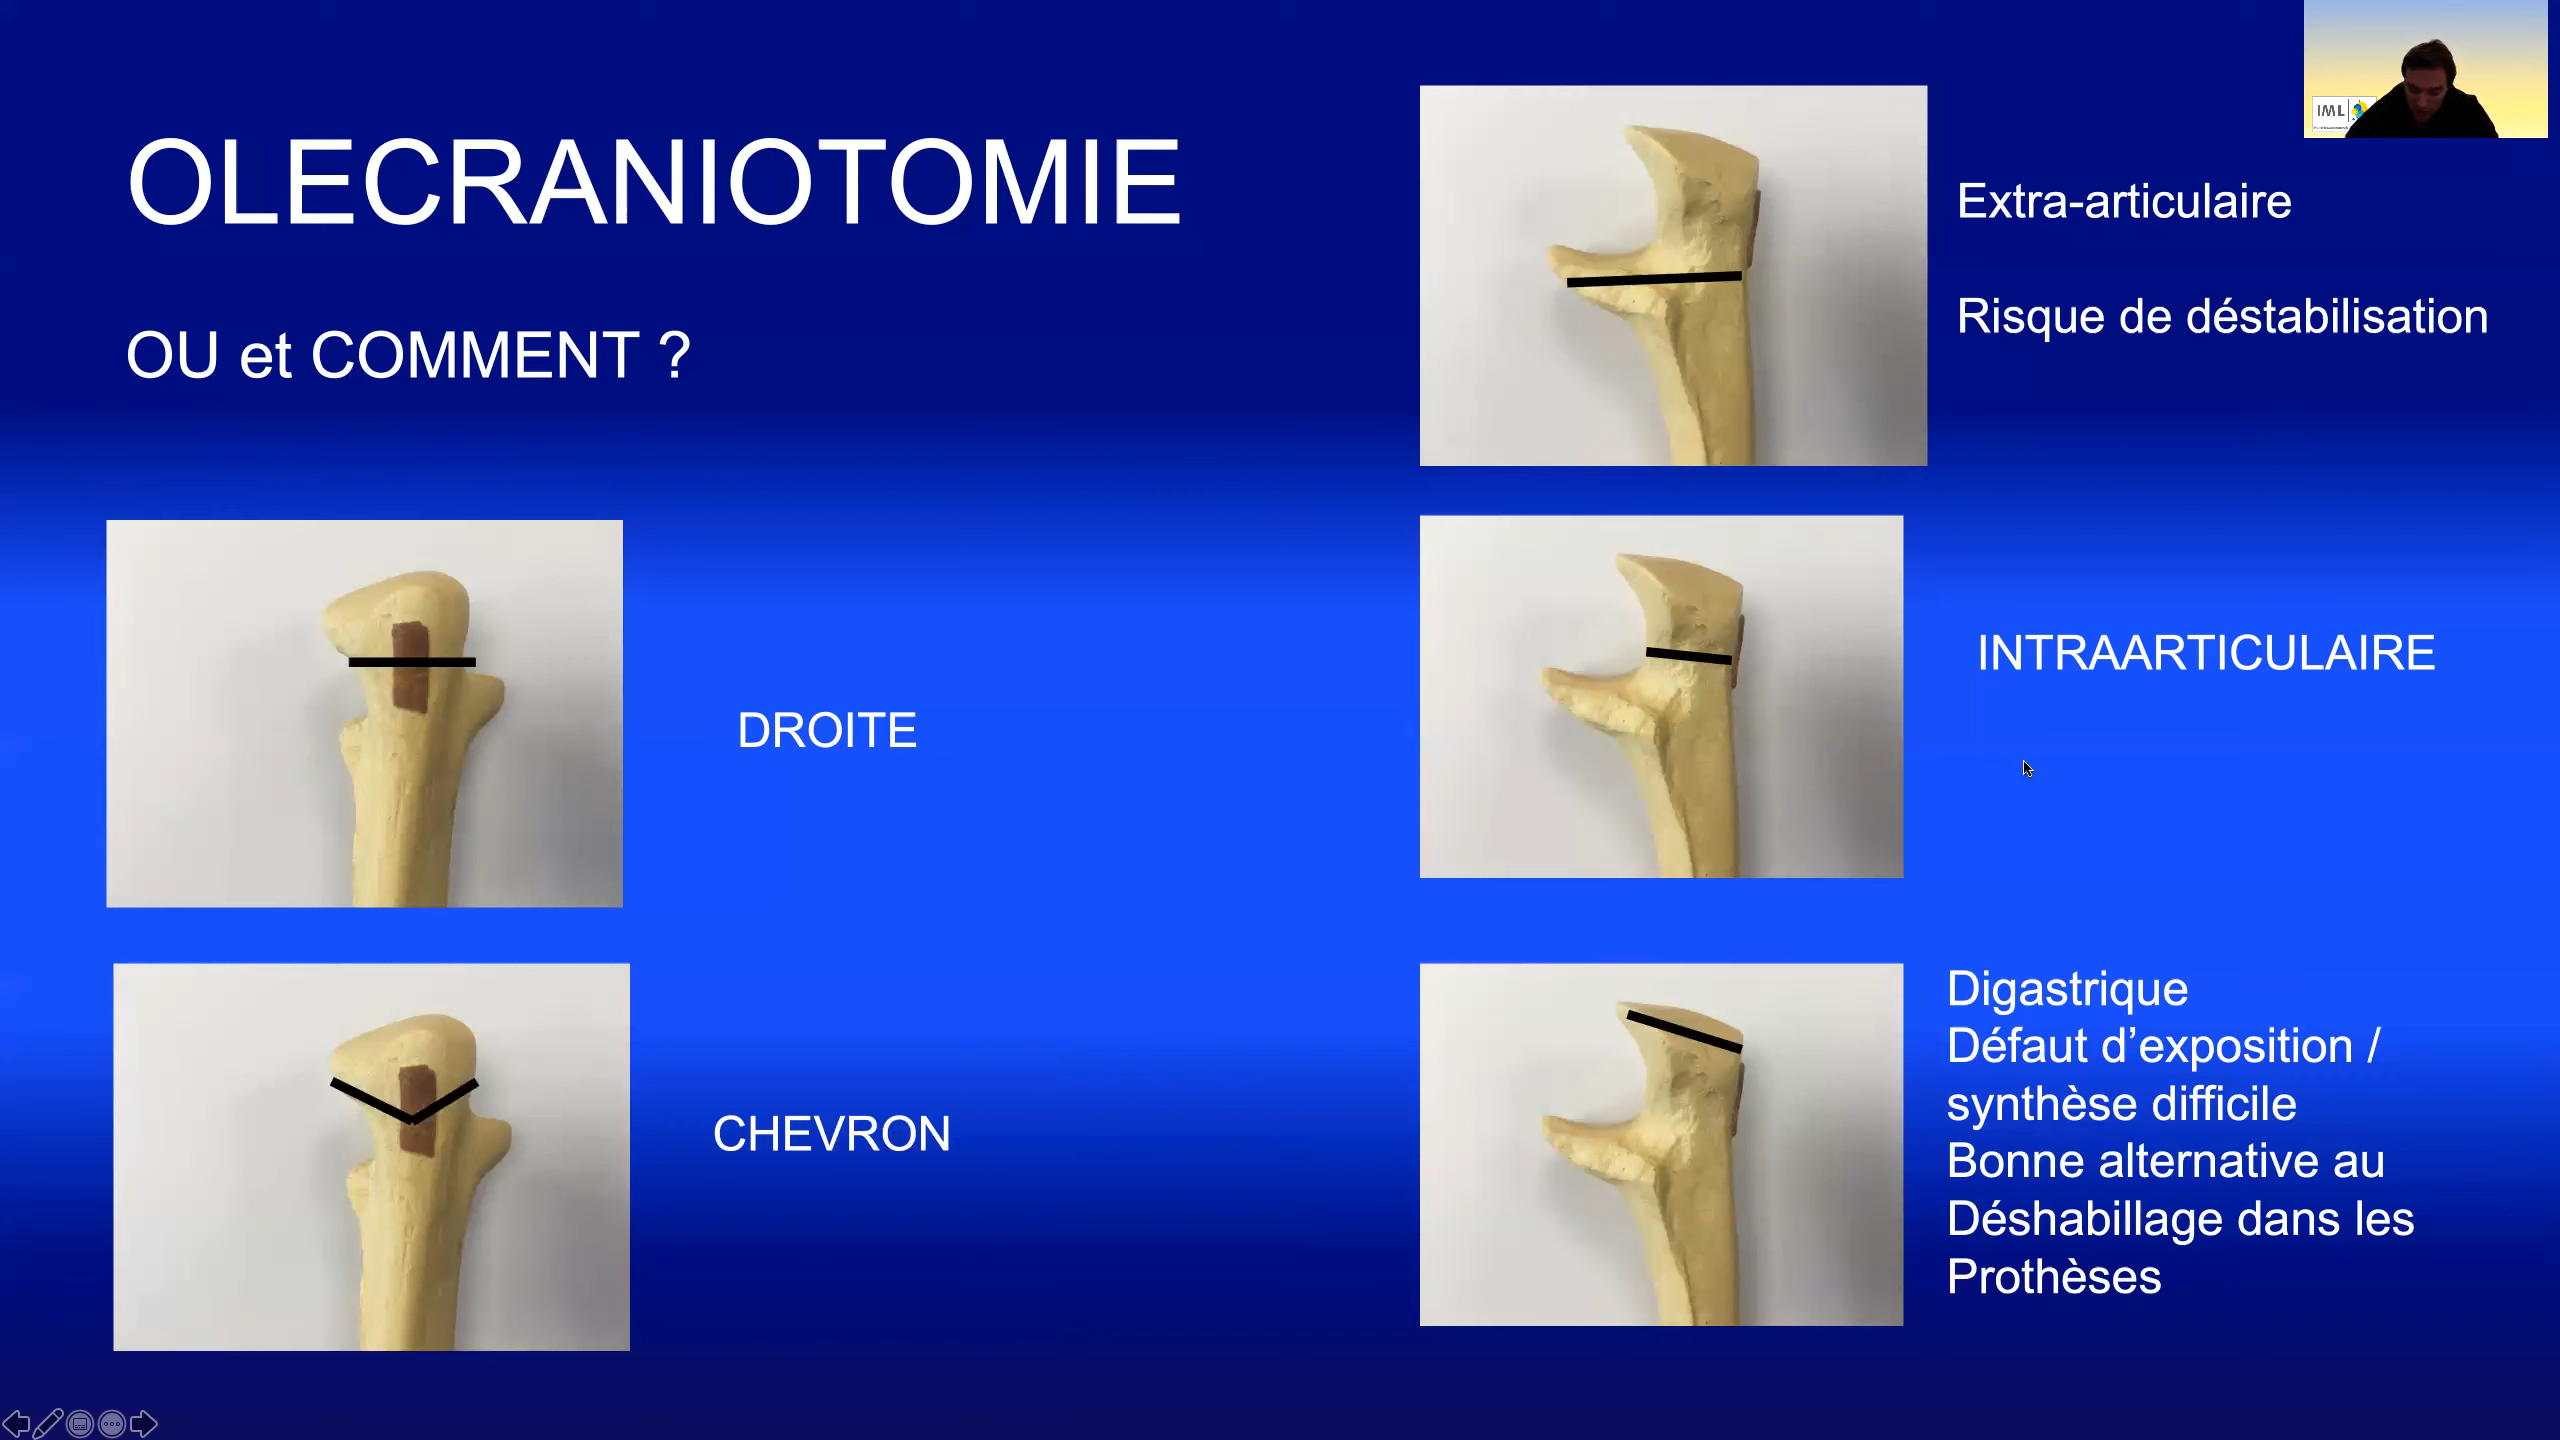 OLECRANIOTOMIE
OU et COMMENT ?
DROITE
CHEVRON
Extra-articulaire
Risque de déstabilisation
INTRAARTICULAIRE
Digastrique
Défaut d’exposition /
synthèse difficile
Bonne alternative au
Déshabillage dans les
Prothèses
IML